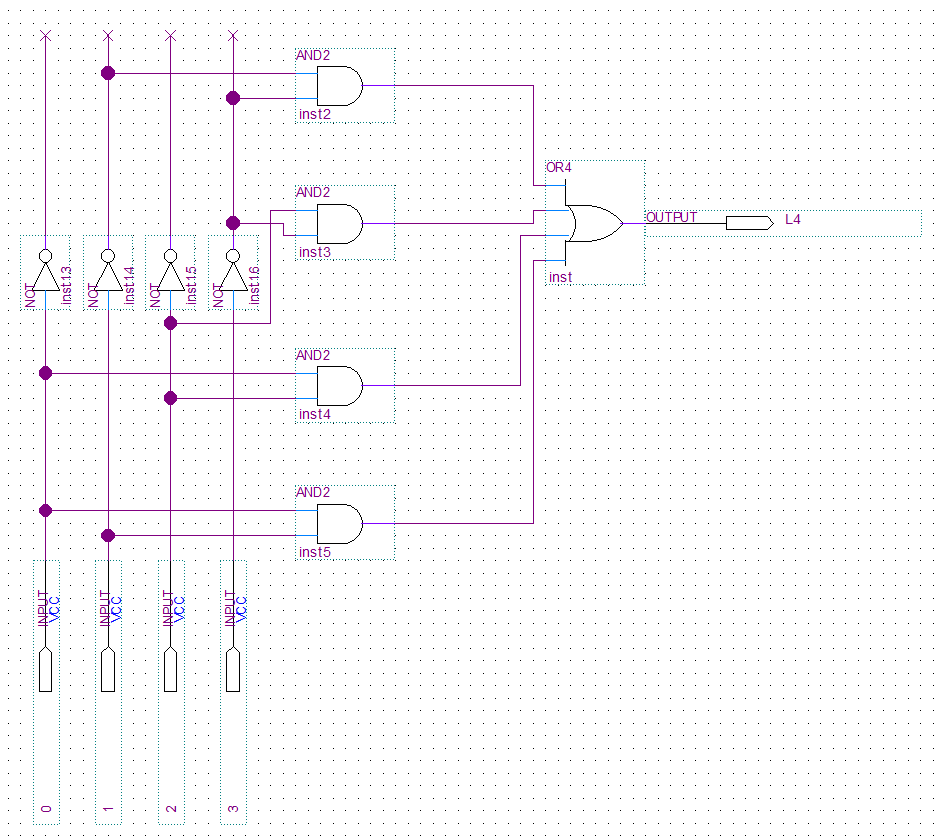 AND2
inst2
OR4
AND2
OUTPUT
L4
inst3
inst
NOT
inst13
NOT
inst14
NOT
inst15
NOT
inst16
AND2
inst4
AND2
inst5
INPUT
VCC
INPUT
VCC
INPUT
VCC
INPUT
VCC
0
1
2
3